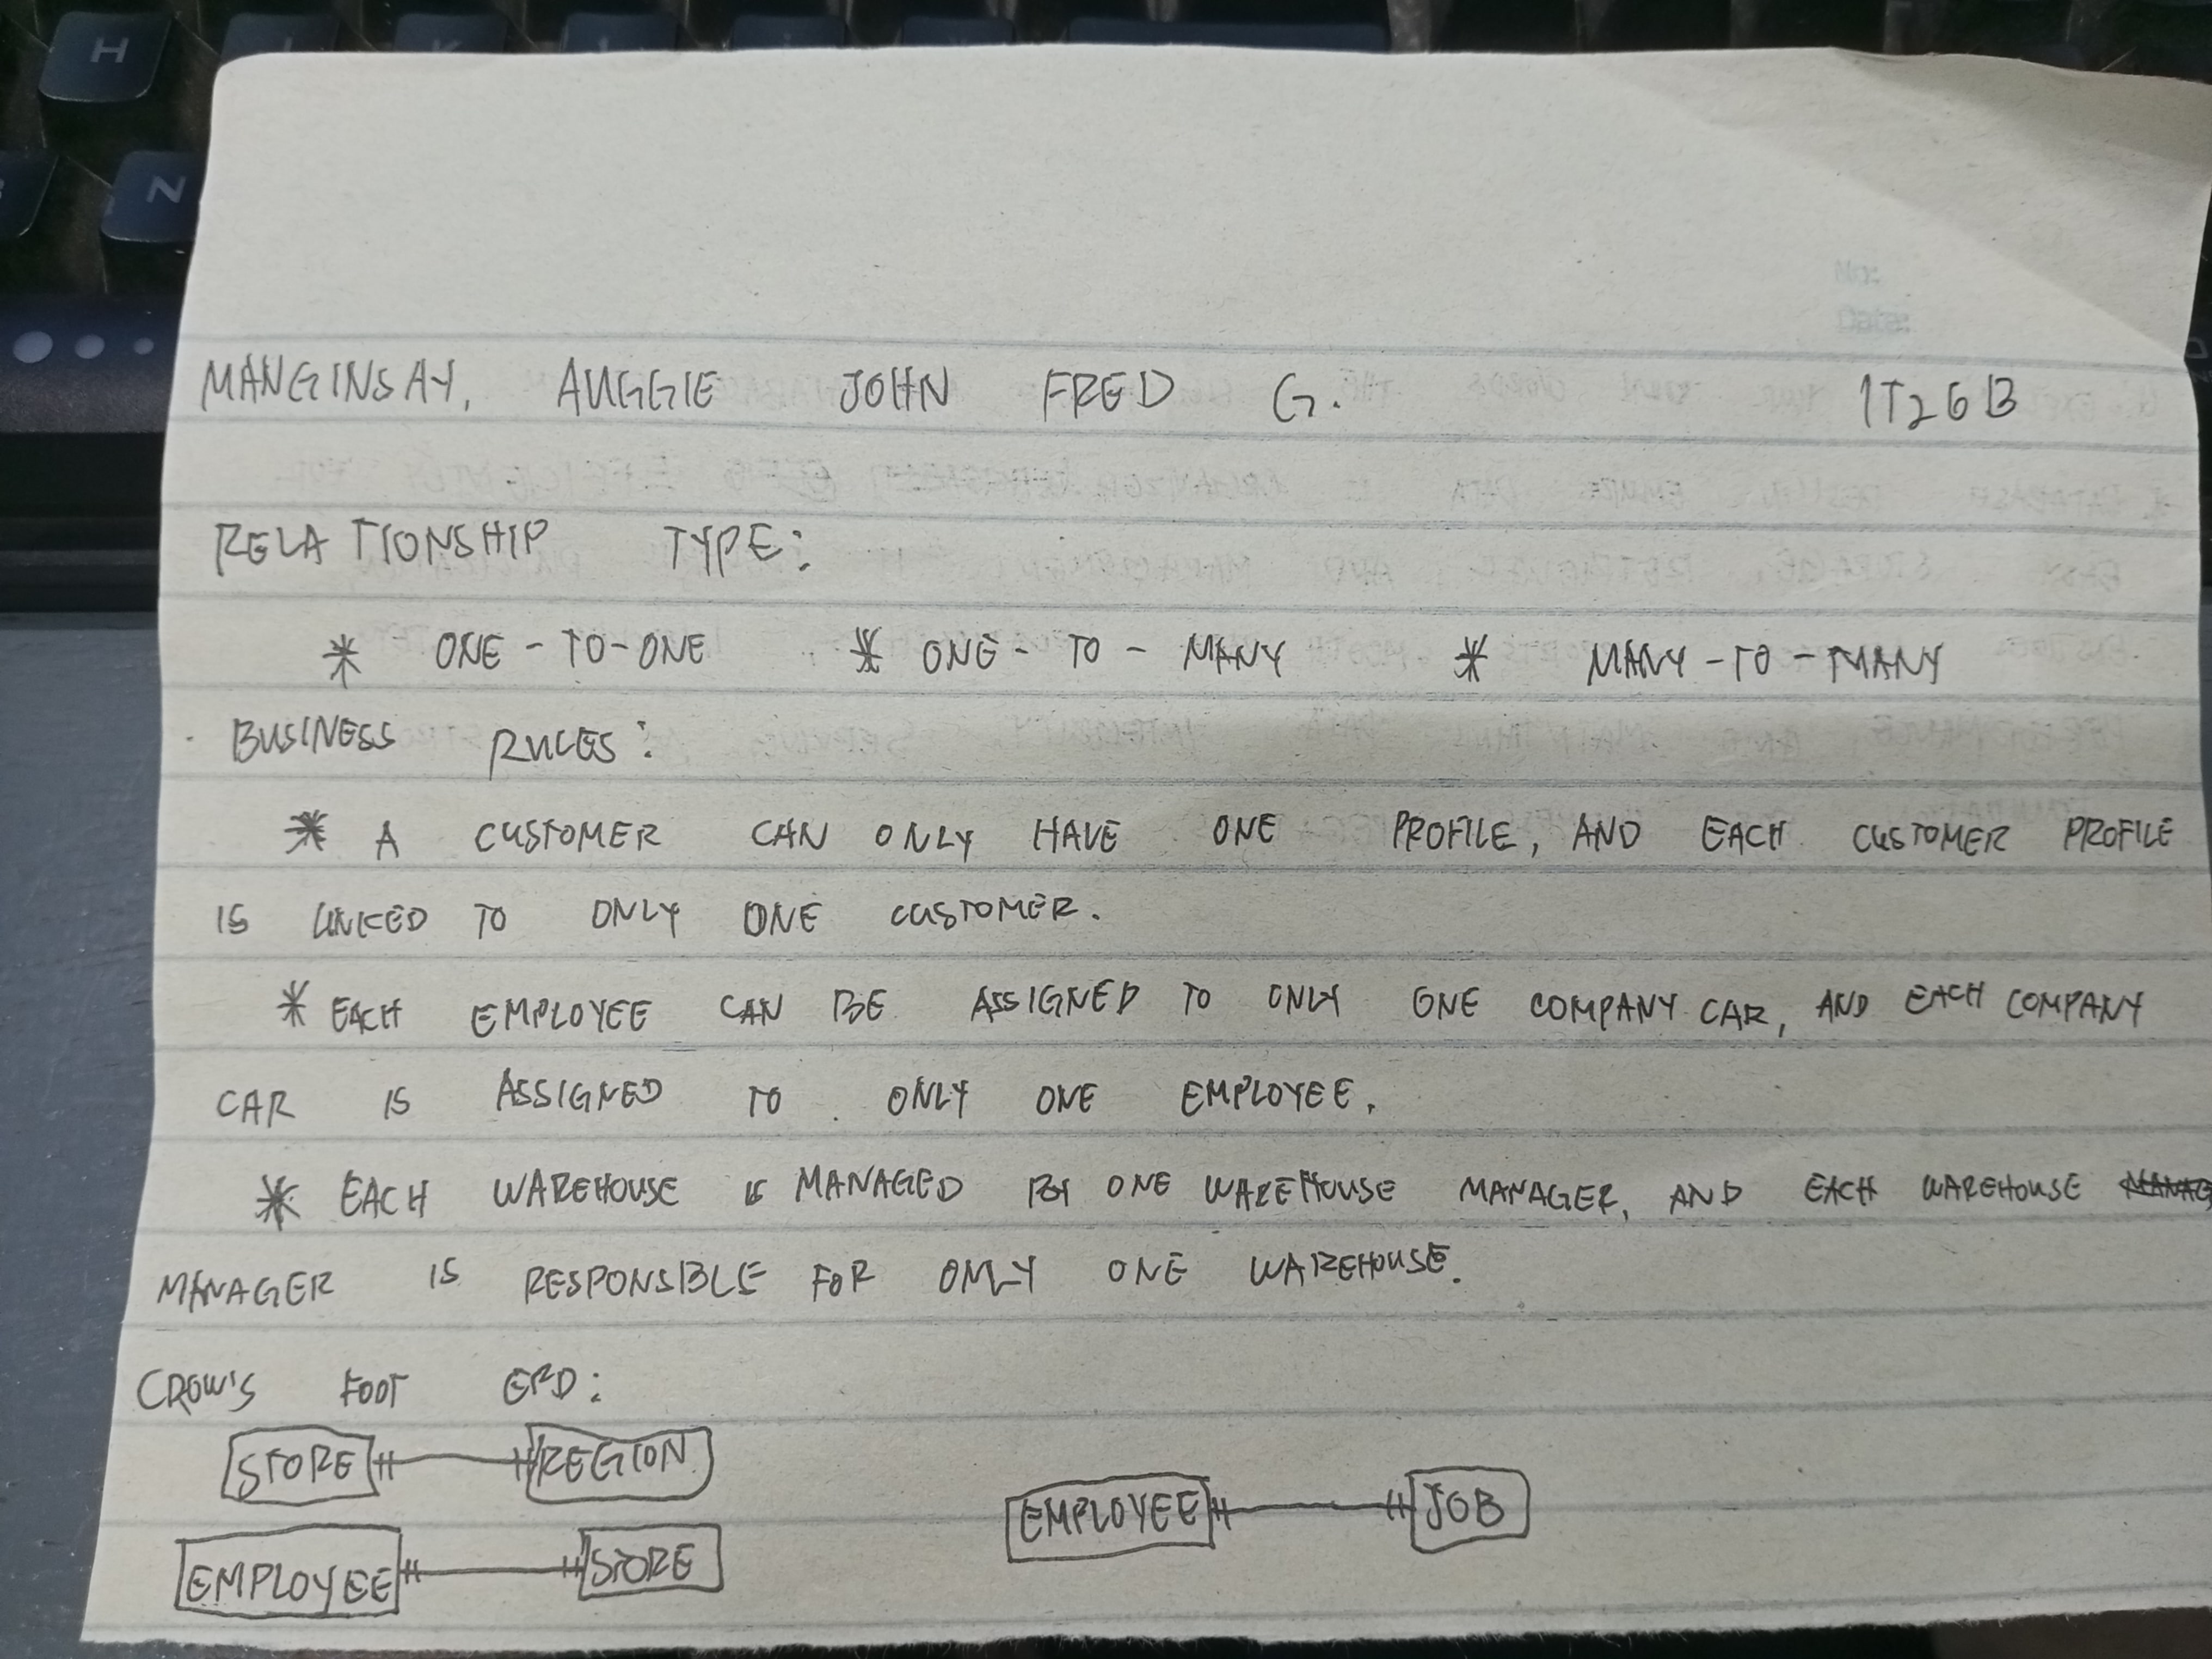 No:
Date:
MANGINSAY, AUGGIE JOHN FRED G. IT26B
RELATIONSHIP TYPE:
* ONE-TO-ONE * ONE-TO-MANY * MANY-TO-MANY
BUSINESS RULES:
* A CUSTOMER CAN ONLY HAVE ONE PROFILE, AND EACH CUSTOMER PROFILE
IS LINKED TO ONLY ONE CUSTOMER.
* EACH EMPLOYEE CAN BE ASSIGNED TO ONLY ONE COMPANY CAR, AND EACH COMPANY
CAR IS ASSIGNED TO ONLY ONE EMPLOYEE.
* EACH WAREHOUSE IS MANAGED BY ONE WAREHOUSE MANAGER, AND EACH WAREHOUSE
MANAGER IS RESPONSIBLE FOR ONLY ONE WAREHOUSE.
CROW'S FOOT ERD:
STORE REGION
EMPLOYEE JOB
EMPLOYEE STORE
H
N